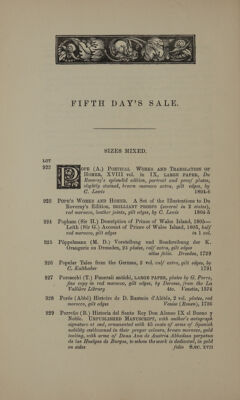 FIFTH DAY'S SALE.
SIZES MIXED.
LOT
922 POPE (A.) POETICAL WORKS AND TRANSLATION OF
HOMER, XVIII vol. in IX, LARGE PAPER, Du
Roveray's splendid edition, portrait and proof plates,
slightly stained, brown morocco extra, gilt edges, by
C. Lewis 1804-6
923 POPE'S WORKS AND HOMER. A Set of the Illustrations to Du
Roveray's Edition, BRILLIANT PROOFS (several in 2 states),
red morocco, leather joints, gilt edges, by C. Lewis 1804-5
924 Popham (Sir H.) Description of Prince of Wales Island, 1805—
Leith (Sir G.) Account of Prince of Wales Island, 1805, half
red morocco, gilt edges in 1 vol.
925 Pöppelmann (M. D.) Vorstellung und Beschreibung der K.
Orangerie zu Dressden, 25 plates, calf extra, gilt edges
atlas folio. Dresden, 1729
926 Popular Tales from the German, 2 vol. calf extra, gilt edges, by
C. Kalthoeber 1791
927 Porcacchi (T.) Funerali antichi, LARGE PAPER, plates by G. Porro,
fine copy in red morocco, gilt edges, by Derome, from the La
Vallière Library 4to. Venetia, 1574
928 Porée (Abbé) Histoire de D. Ranucio d'Alétès, 2 vol. plates, red
morocco, gilt edges Venise (Rouen), 1736
929 Porreño (B.) Historia del Santo Rey Don Alonso IX el Bueno y
Noble. UNPUBLISHED MANUSCRIPT, with author's autograph
signature at end, ornamented with 45 coats of arms of Spanish
nobility emblazoned in their proper colours, brown morocco, gold
tooling, with arms of Dona Ana de Austria Abbadesa perpetua
de las Huelgas de Burgos, to whom the work is dedicated, in gold
on sides folio SÆC. XVII